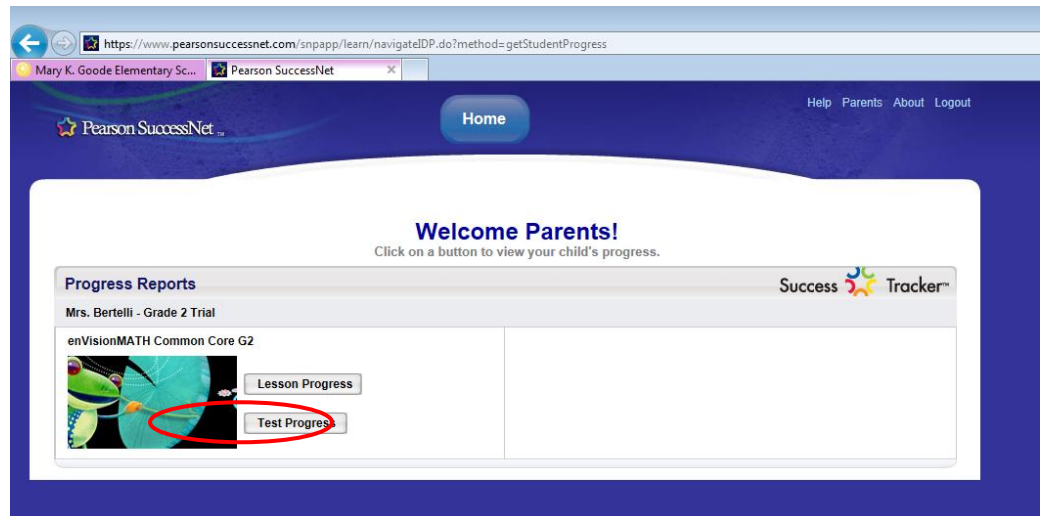 https://www.pearsonsuccessnet.com/snpapp/learn/navigateIDP.do?method=getStudentProgress
Mary K. Goode Elementary Sc... Pearson SuccessNet ×
Help Parents About Logout
Pearson SuccessNet ™
Home
Welcome Parents!
Click on a button to view your child's progress.
Progress Reports
Success Tracker™
Mrs. Bertelli - Grade 2 Trial
enVisionMATH Common Core G2
Lesson Progress
Test Progress